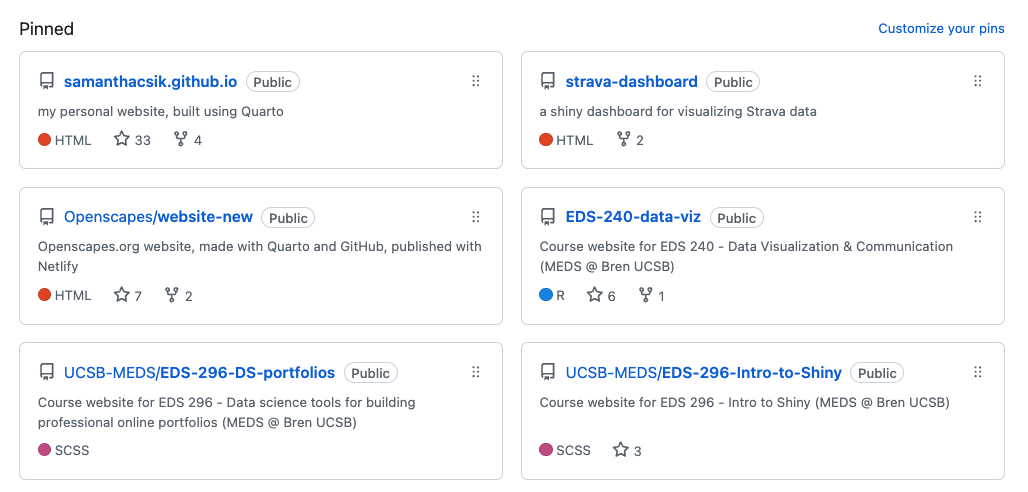 Pinned
Customize your pins
samanthacsik.github.io Public
my personal website, built using Quarto
HTML 33 4
strava-dashboard Public
a shiny dashboard for visualizing Strava data
HTML 2
Openscapes/website-new Public
Openscapes.org website, made with Quarto and GitHub, published with
Netlify
HTML 7 2
EDS-240-data-viz Public
Course website for EDS 240 - Data Visualization & Communication
(MEDS @ Bren UCSB)
R 6 1
UCSB-MEDS/EDS-296-DS-portfolios Public
Course website for EDS 296 - Data science tools for building
professional online portfolios (MEDS @ Bren UCSB)
SCSS
UCSB-MEDS/EDS-296-Intro-to-Shiny Public
Course website for EDS 296 - Intro to Shiny (MEDS @ Bren UCSB)
SCSS 3